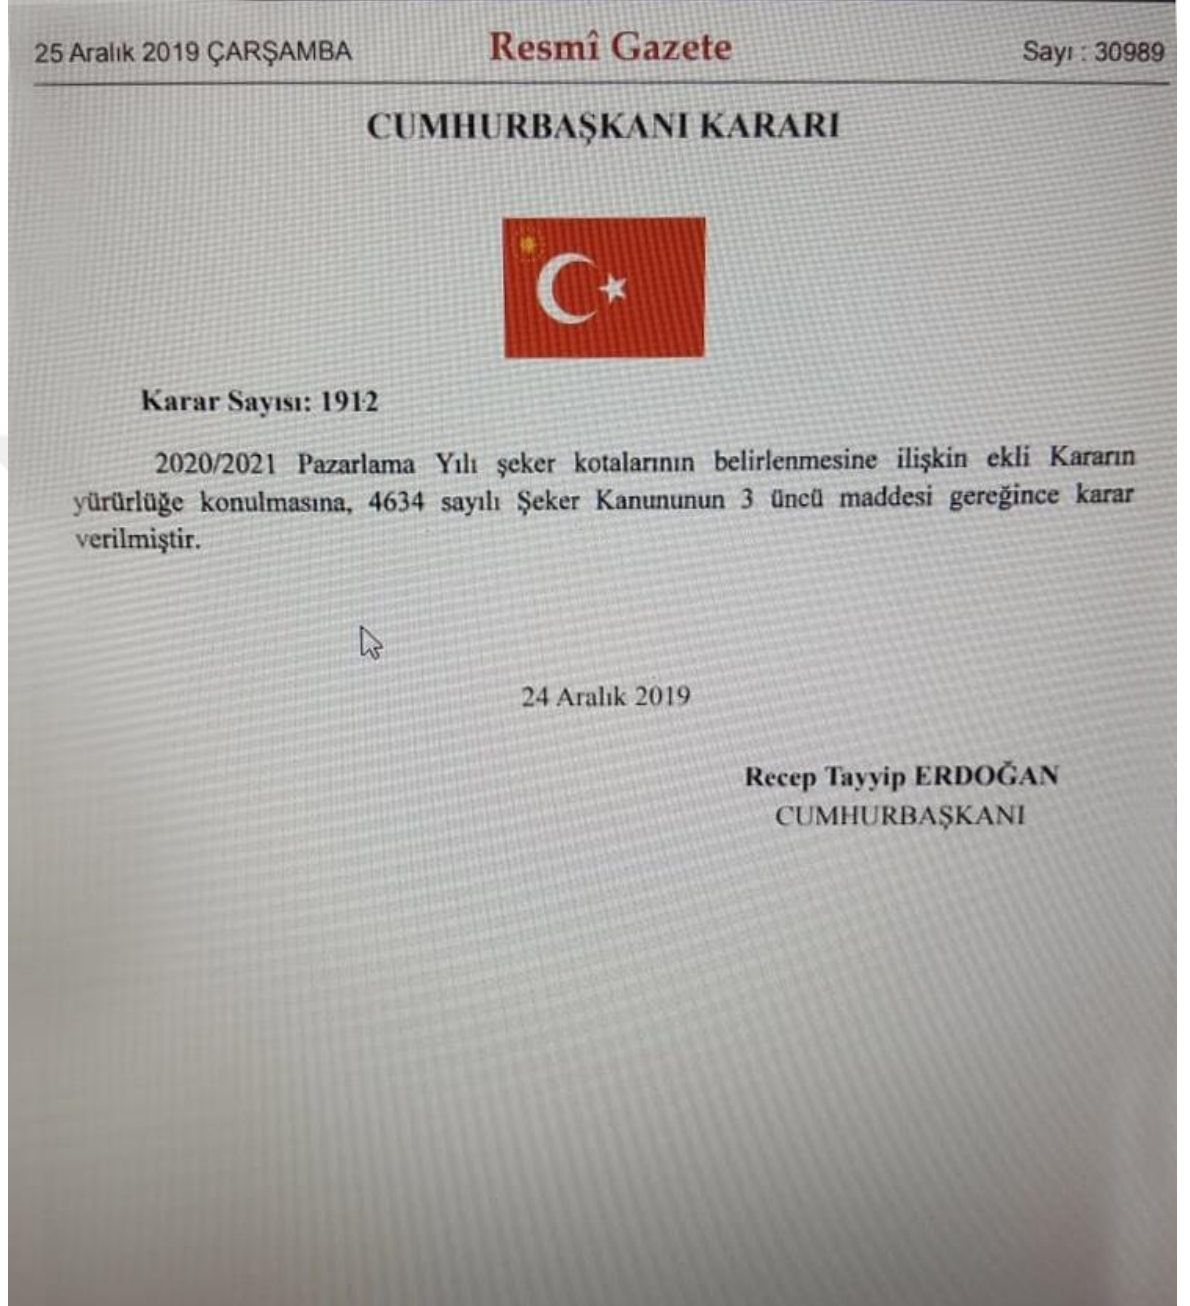 25 Aralık 2019 ÇARŞAMBA Resmî Gazete Sayı : 30989
CUMHURBAŞKANI KARARI
Karar Sayısı: 1912
2020/2021 Pazarlama Yılı şeker kotalarının belirlenmesine ilişkin ekli Kararın
yürürlüğe konulmasına, 4634 sayılı Şeker Kanununun 3 üncü maddesi gereğince karar
verilmiştir.
24 Aralık 2019
Recep Tayyip ERDOĞAN
CUMHURBAŞKANI